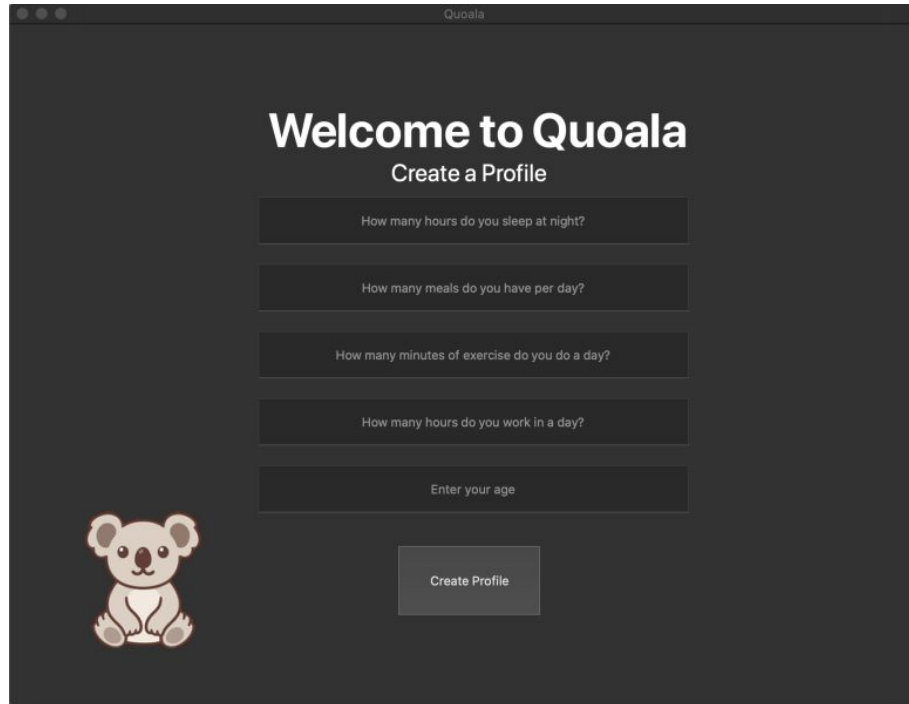 Quoala
Welcome to Quoala
Create a Profile
How many hours do you sleep at night?
How many meals do you have per day?
How many minutes of exercise do you do a day?
How many hours do you work in a day?
Enter your age
Create Profile